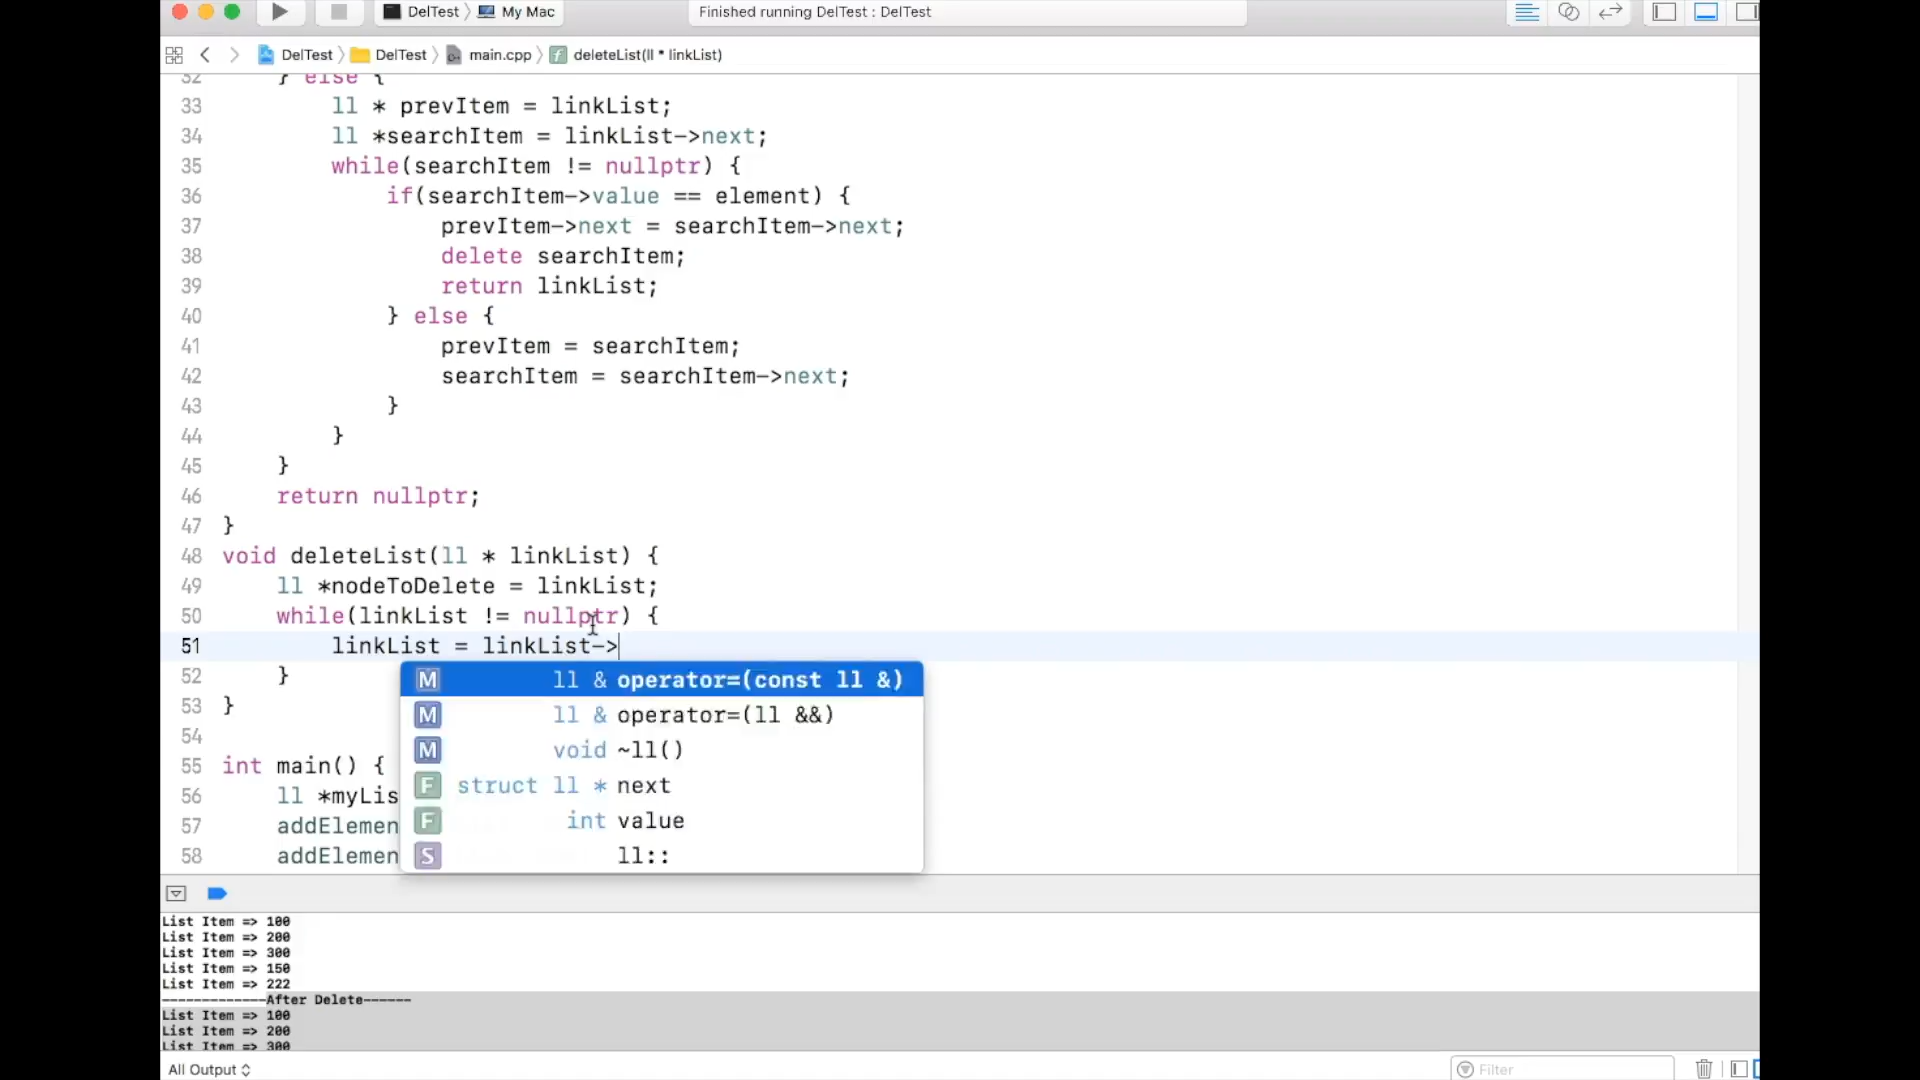 DelTest 〉 My Mac
Finished running DelTest : DelTest
DelTest 〉 DelTest 〉 main.cpp 〉 f deleteList(ll * linkList)
32 } else {
33 ll * prevItem = linkList;
34 ll *searchItem = linkList->next;
35 while(searchItem != nullptr) {
36 if(searchItem->value == element) {
37 prevItem->next = searchItem->next;
38 delete searchItem;
39 return linkList;
40 } else {
41 prevItem = searchItem;
42 searchItem = searchItem->next;
43 }
44 }
45 }
46 return nullptr;
47 }
48 void deleteList(ll * linkList) {
49 ll *nodeToDelete = linkList;
50 while(linkList != nullptr) {
51 linkList = linkList->
52 }
53 }
54
55 int main() {
56 ll *myLis
57 addElemen
58 addElemen
M ll & operator=(const ll &)
M ll & operator=(ll &&)
M void ~ll()
F struct ll * next
F int value
S ll::
List Item => 100
List Item => 200
List Item => 300
List Item => 150
List Item => 222
-------------After Delete------
List Item => 100
List Item => 200
List Item => 300
All Output
Filter